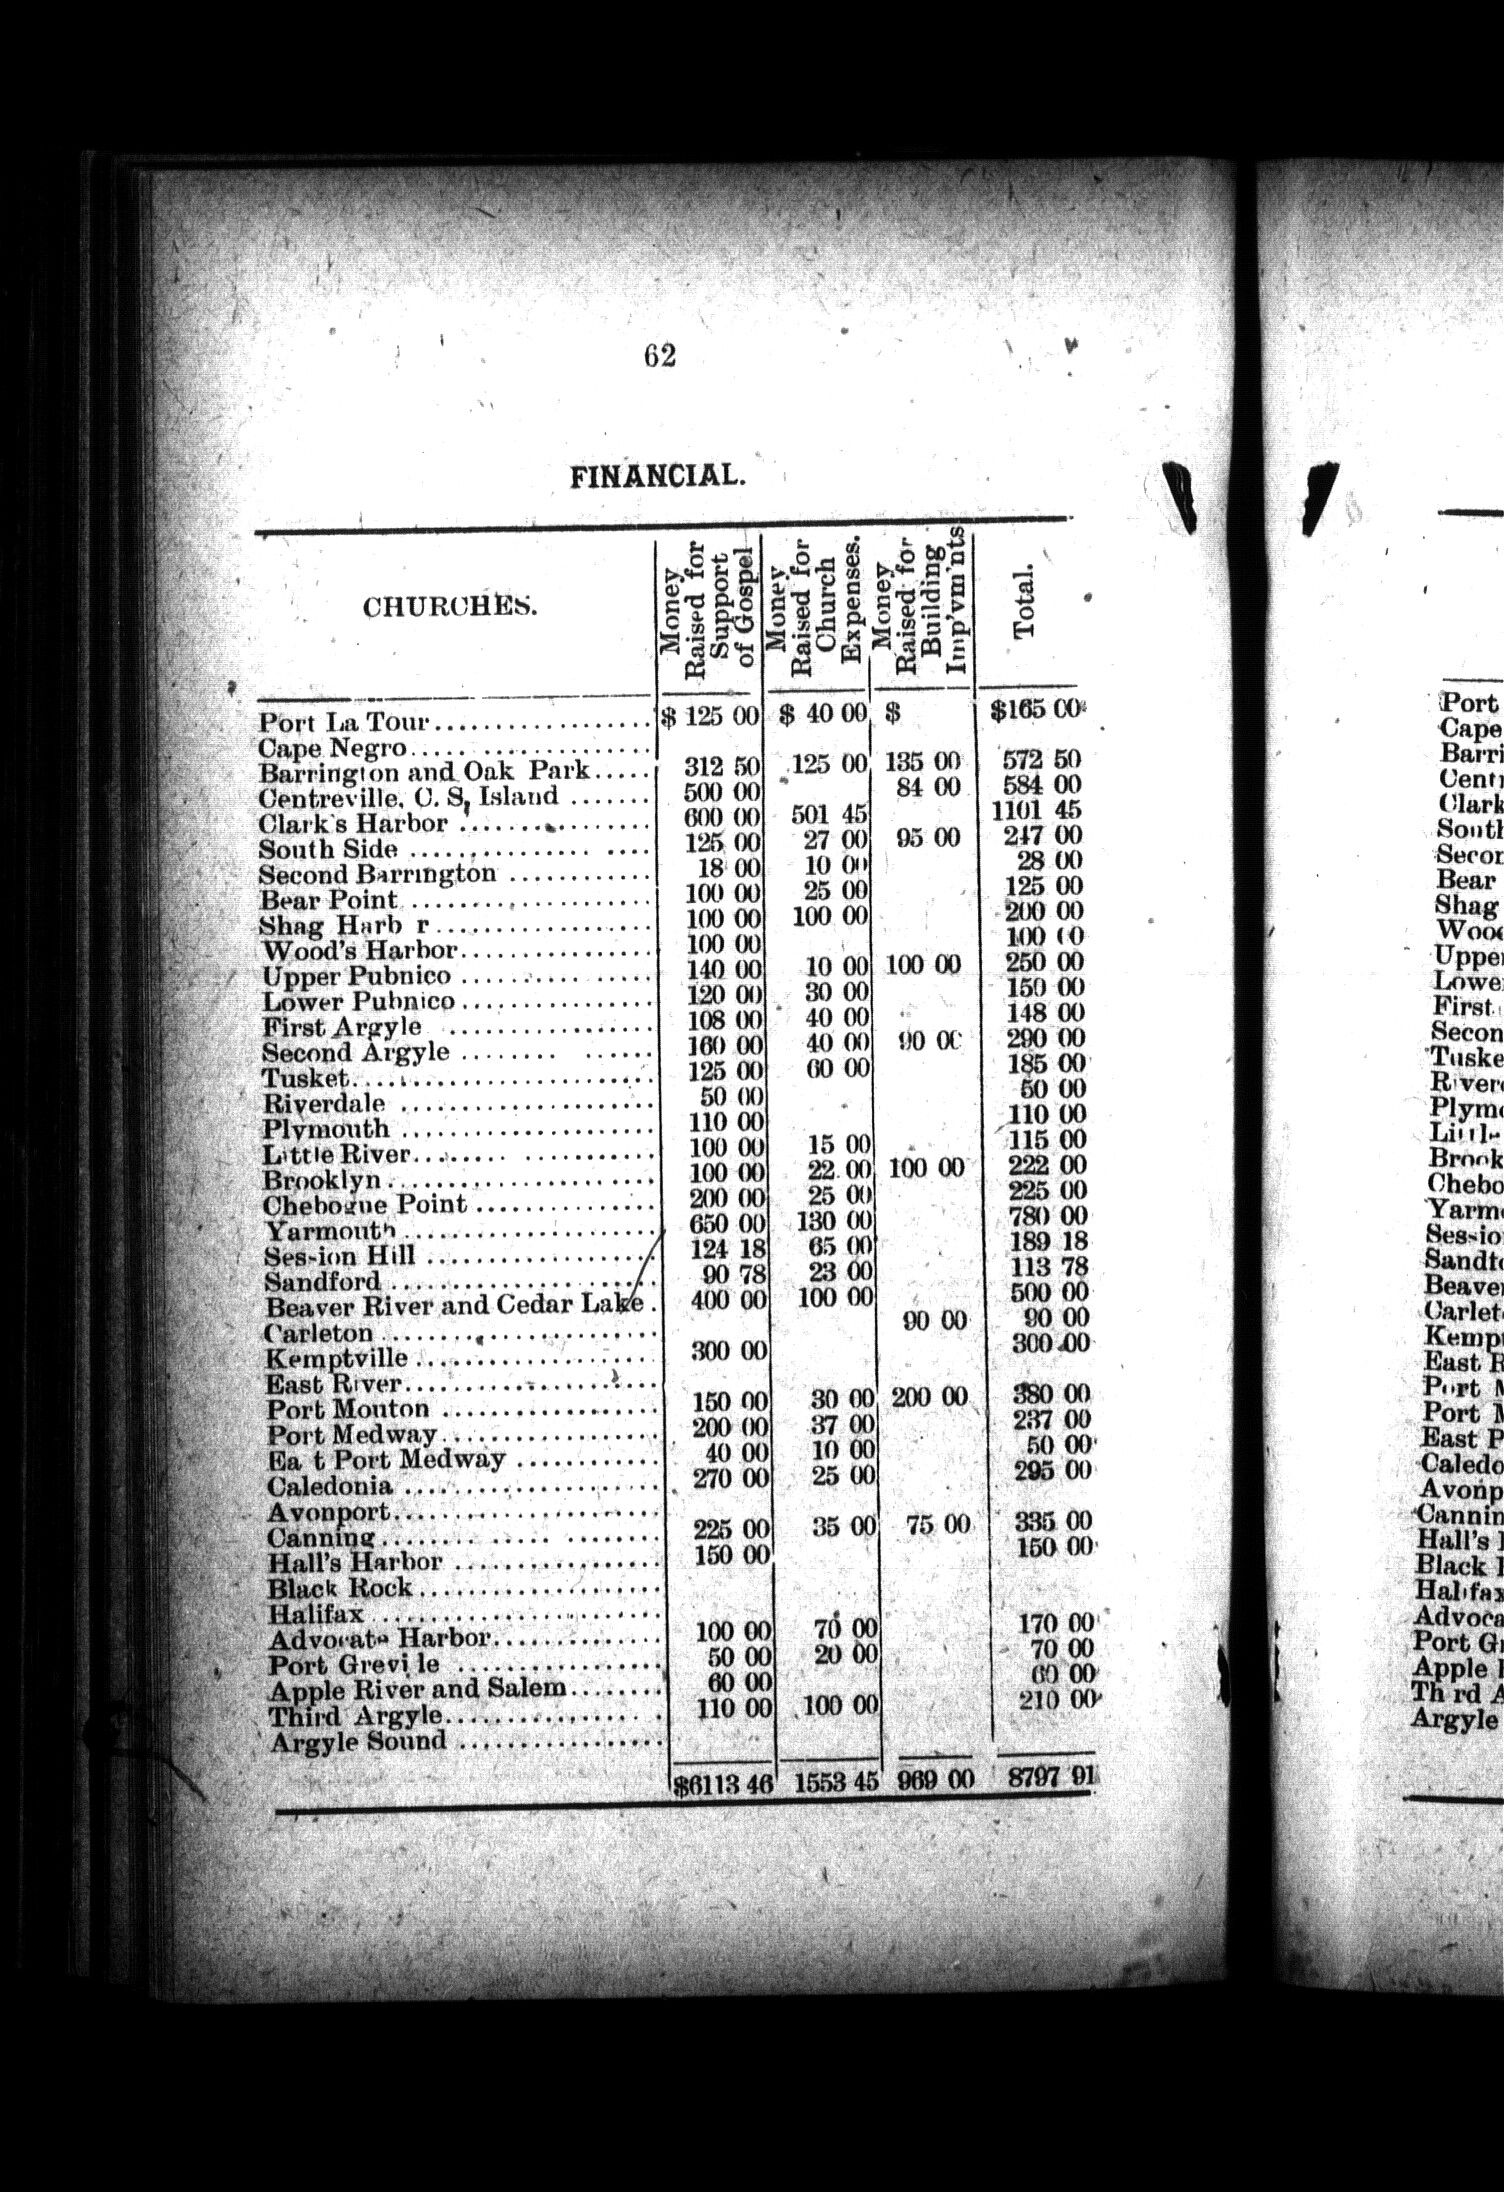 62
FINANCIAL.
CHURCHES. Money Raised for Support of Gospel Money Raised for Church Expenses. Money Raised for Building Imp'vm'nts Total.
Port La Tour $ 125 00 $ 40 00 $ $165 00
Cape Negro
Barrington and Oak Park 312 50 125 00 135 00 572 50
Centreville, C. S, Island 500 00 84 00 584 00
Clark's Harbor 600 00 501 45 1101 45
South Side 125 00 27 00 95 00 247 00
Second Barrington 18 00 10 00 28 00
Bear Point 100 00 25 00 125 00
Shag Harb r 100 00 100 00 200 00
Wood's Harbor 100 00 100 00
Upper Pubnico 140 00 10 00 100 00 250 00
Lower Pubnico 120 00 30 00 150 00
First Argyle 108 00 40 00 148 00
Second Argyle 160 00 40 00 90 00 290 00
Tusket 125 00 60 00 185 00
Riverdale 50 00 50 00
Plymouth 110 00 110 00
Little River 100 00 15 00 115 00
Brooklyn 100 00 22 00 100 00 222 00
Chebogue Point 200 00 25 00 225 00
Yarmouth 650 00 130 00 780 00
Ses-ion Hill 124 18 65 00 189 18
Sandford 90 78 23 00 113 78
Beaver River and Cedar Lake 400 00 100 00 500 00
Carleton 90 00 90 00
Kemptville 300 00 300 00
East River
Port Mouton 150 00 30 00 200 00 380 00
Port Medway 200 00 37 00 237 00
Ea t Port Medway 40 00 10 00 50 00
Caledonia 270 00 25 00 295 00
Avonport
Canning 225 00 35 00 75 00 335 00
Hall's Harbor 150 00 150 00
Black Rock
Halifax
Advocate Harbor 100 00 70 00 170 00
Port Grevi le 50 00 20 00 70 00
Apple River and Salem 60 00 60 00
Third Argyle 110 00 100 00 210 00
Argyle Sound
$6113 46 1553 45 969 00 8797 91
Port
Cape
Barri
Centr
Clark
South
Secon
Bear
Shag
Wood
Upper
Lower
First
Secon
Tuske
River
Plym
Littl
Brook
Chebo
Yarm
Ses-io
Sandf
Beaver
Carlet
Kempt
East R
Port M
Port M
East P
Caledo
Avonp
Cannin
Hall's
Black
Halifax
Advoca
Port Gr
Apple
Th rd A
Argyle